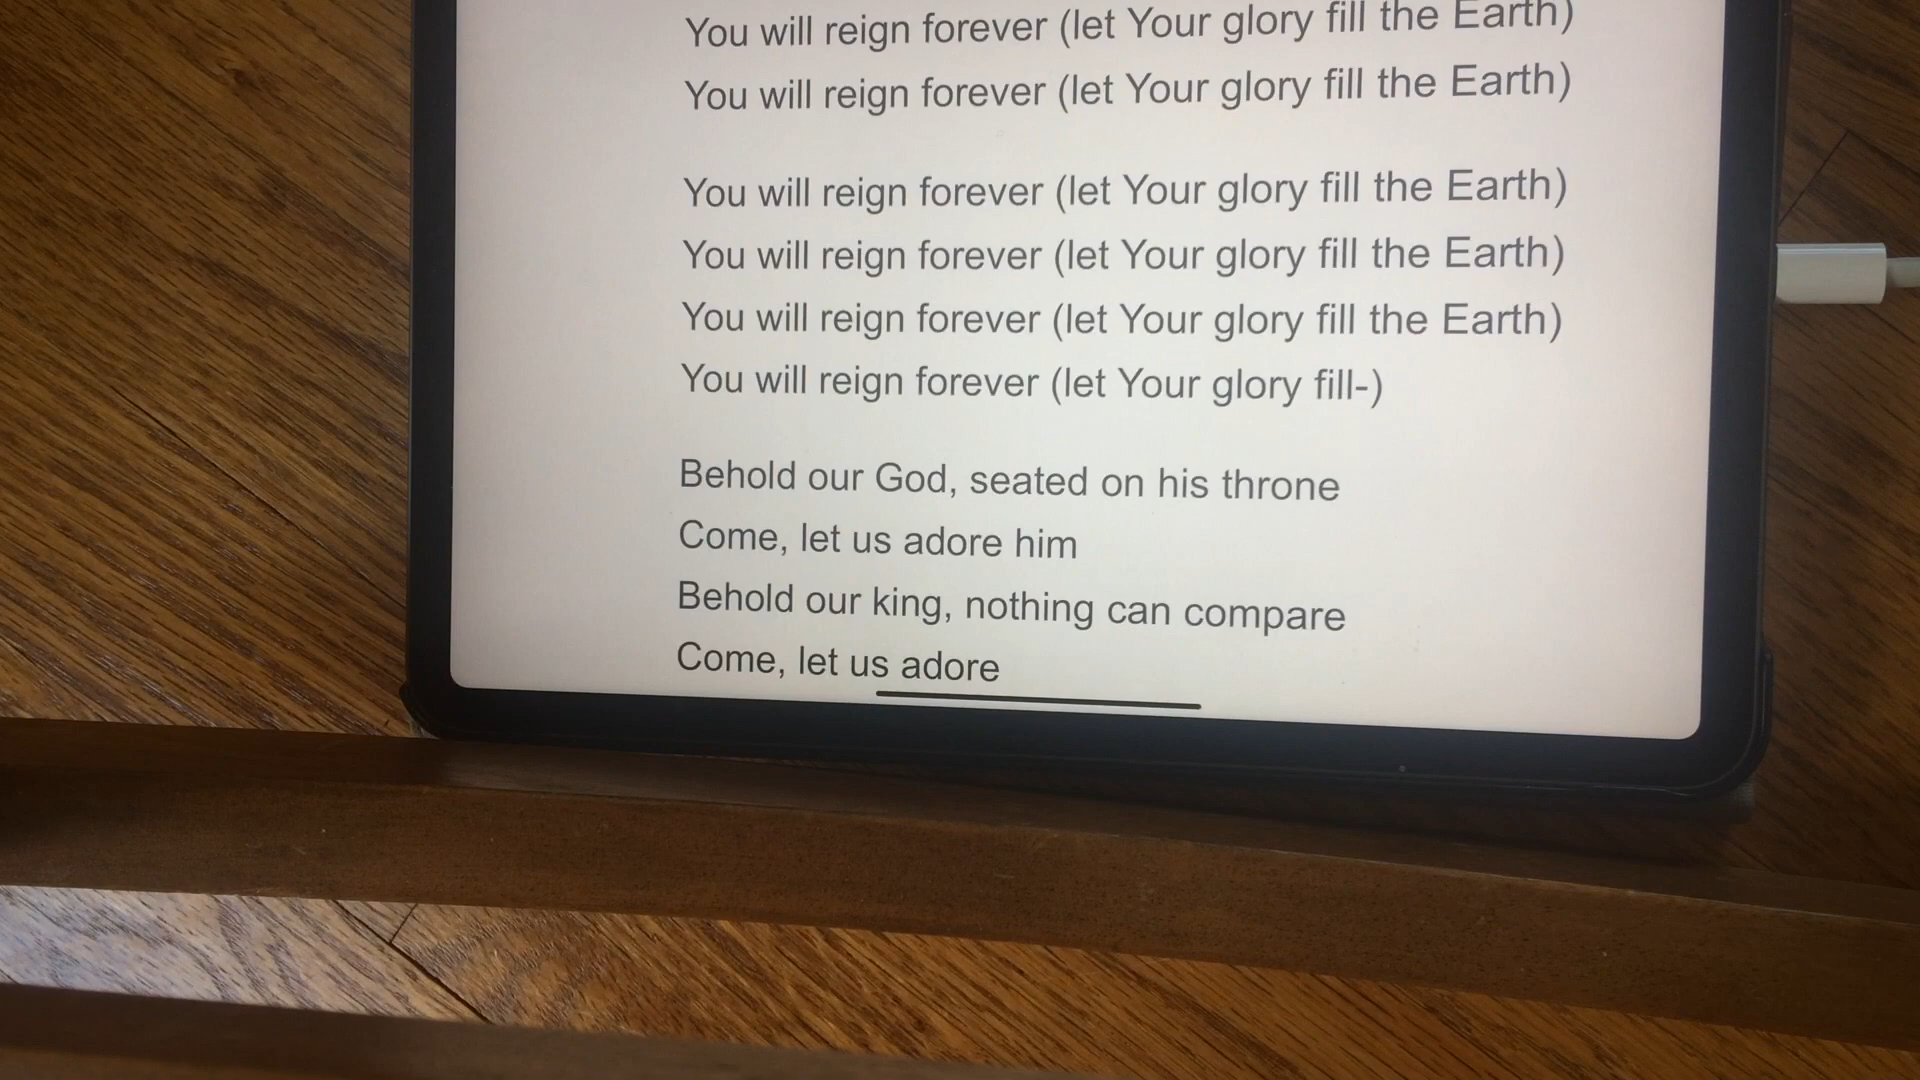 You will reign forever (let Your glory fill the Earth)
You will reign forever (let Your glory fill the Earth)
You will reign forever (let Your glory fill the Earth)
You will reign forever (let Your glory fill the Earth)
You will reign forever (let Your glory fill the Earth)
You will reign forever (let Your glory fill-)
Behold our God, seated on his throne
Come, let us adore him
Behold our king, nothing can compare
Come, let us adore